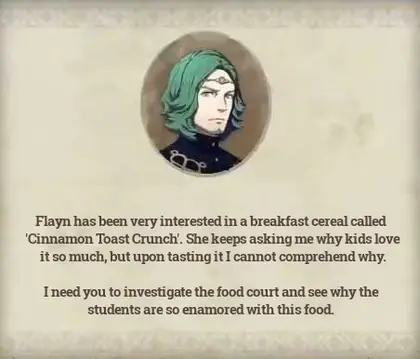 Flayn has been very interested in a breakfast cereal called
'Cinnamon Toast Crunch'. She keeps asking me why kids love
it so much, but upon tasting it I cannot comprehend why.
I need you to investigate the food court and see why the
students are so enamored with this food.